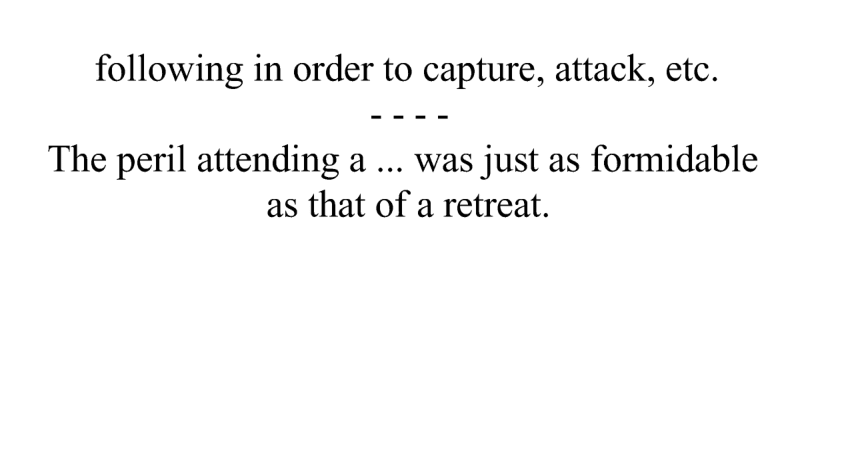 following in order to capture, attack, etc.
- - - -
The peril attending a ... was just as formidable
as that of a retreat.